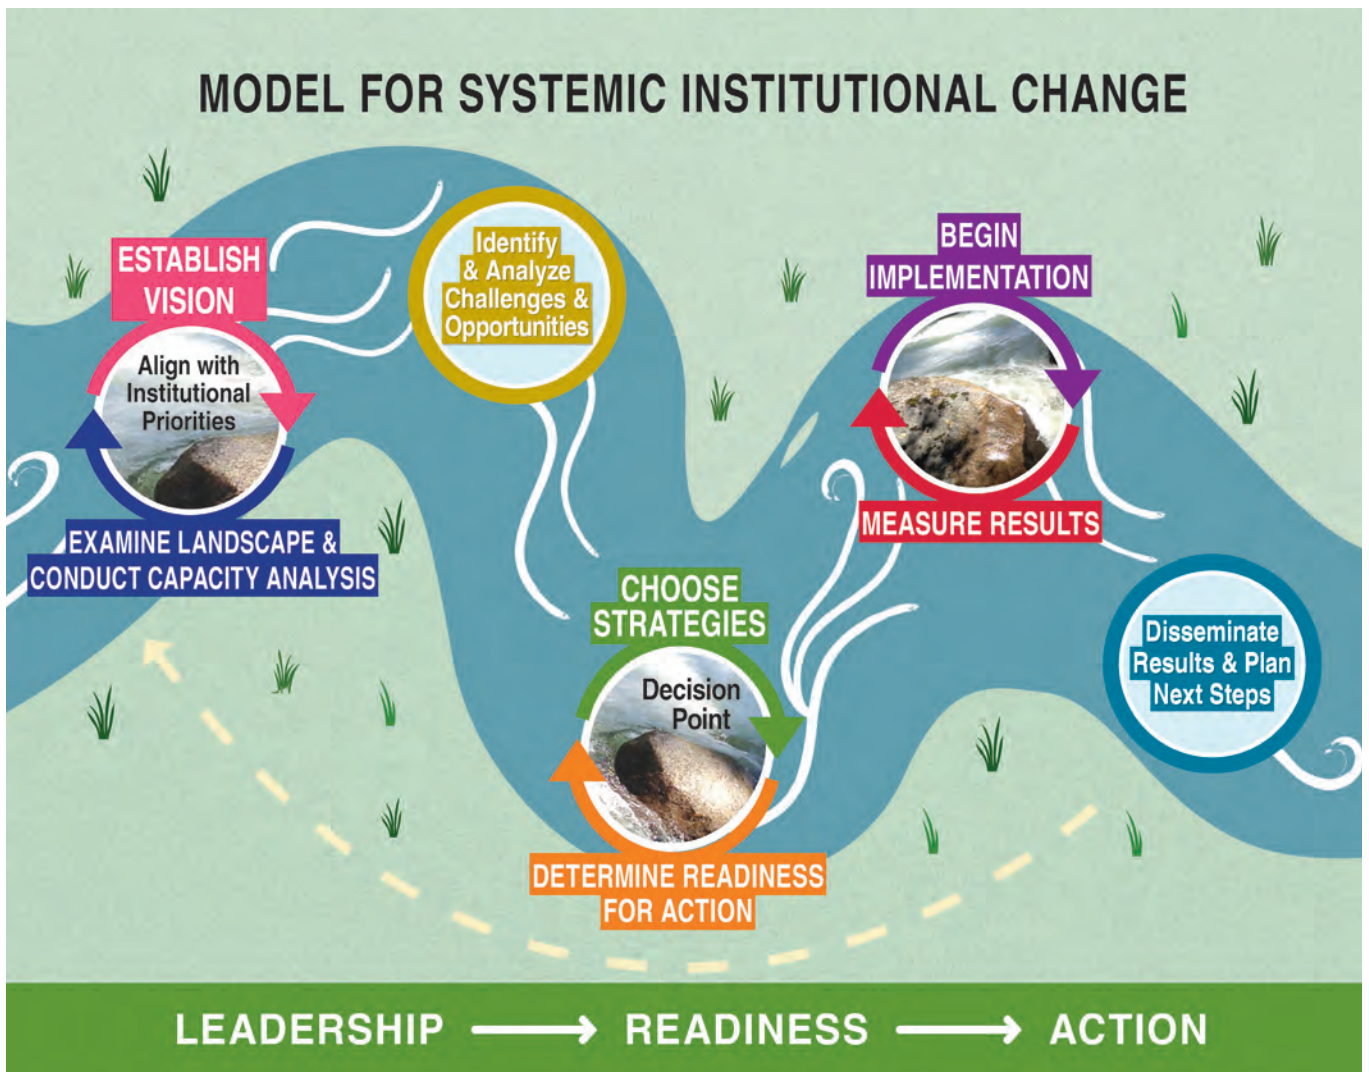 MODEL FOR SYSTEMIC INSTITUTIONAL CHANGE
ESTABLISH
VISION
Align with
Institutional
Priorities
EXAMINE LANDSCAPE &
CONDUCT CAPACITY ANALYSIS
Identify
& Analyze
Challenges &
Opportunities
CHOOSE
STRATEGIES
Decision
Point
DETERMINE READINESS
FOR ACTION
BEGIN
IMPLEMENTATION
MEASURE RESULTS
Disseminate
Results & Plan
Next Steps
LEADERSHIP → READINESS → ACTION